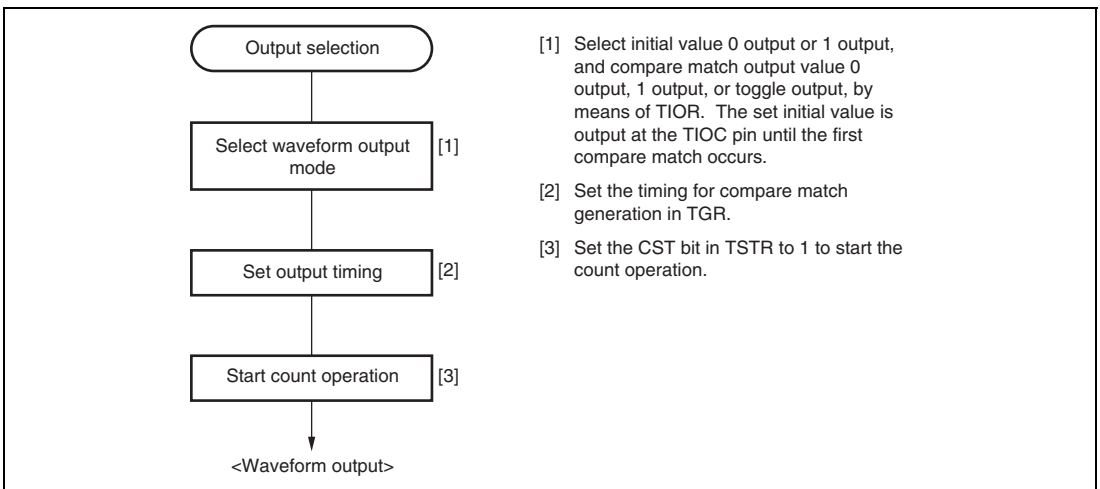 Output selection
Select waveform output
mode
[1]
Set output timing
[2]
Start count operation
[3]
<Waveform output>
[1] Select initial value 0 output or 1 output,
and compare match output value 0
output, 1 output, or toggle output, by
means of TIOR. The set initial value is
output at the TIOC pin until the first
compare match occurs.
[2] Set the timing for compare match
generation in TGR.
[3] Set the CST bit in TSTR to 1 to start the
count operation.